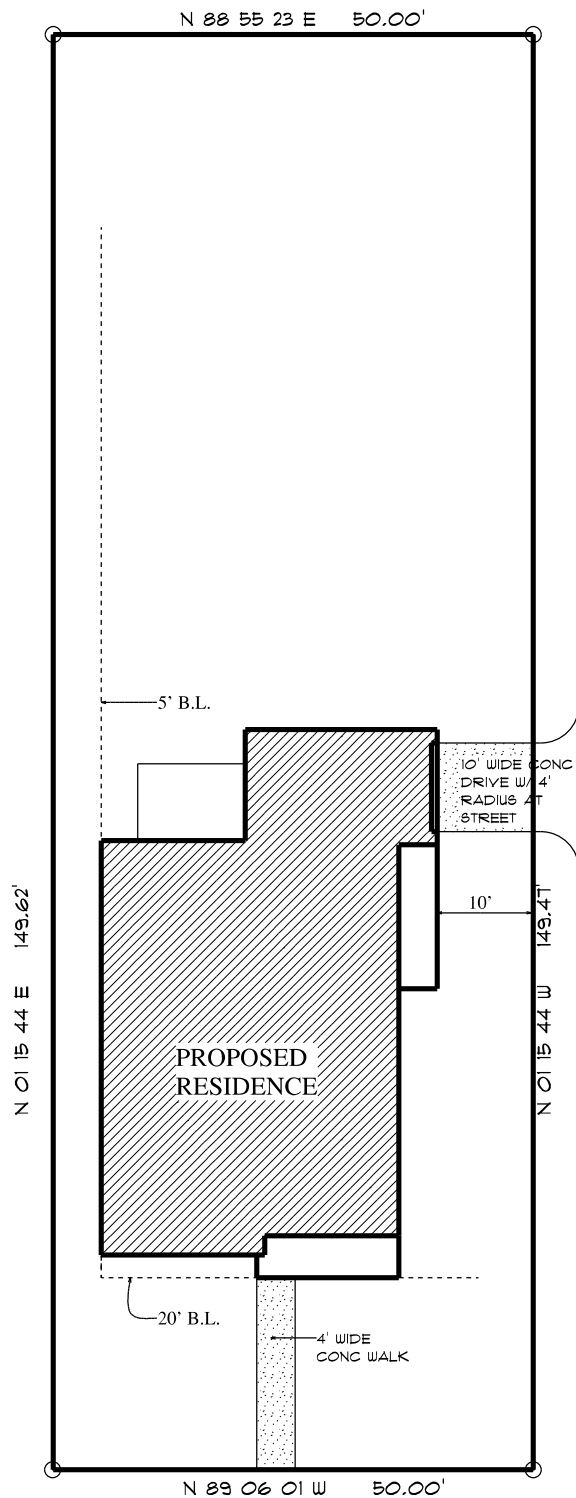 N 88 55 23 E 50.00'
5' B.L.
10' WIDE CONC
DRIVE W/ 4'
RADIUS AT
STREET
10'
N 01 15 44 E 149.62'
N 01 15 44 W 149.47'
PROPOSED
RESIDENCE
20' B.L.
4' WIDE
CONC WALK
N 89 06 01 W 50.00'